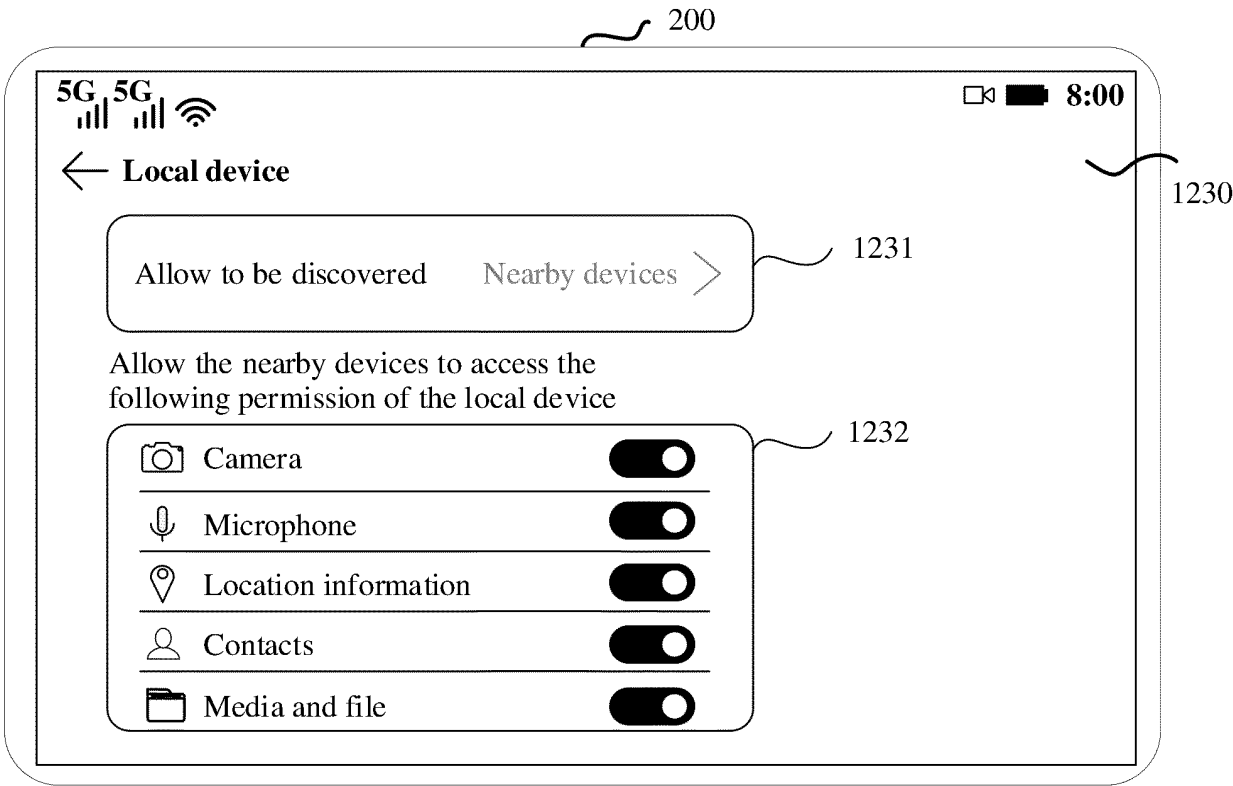 200
5G 5G 8:00
Local device
1230
Allow to be discovered Nearby devices
1231
Allow the nearby devices to access the
following permission of the local device
1232
Camera
Microphone
Location information
Contacts
Media and file